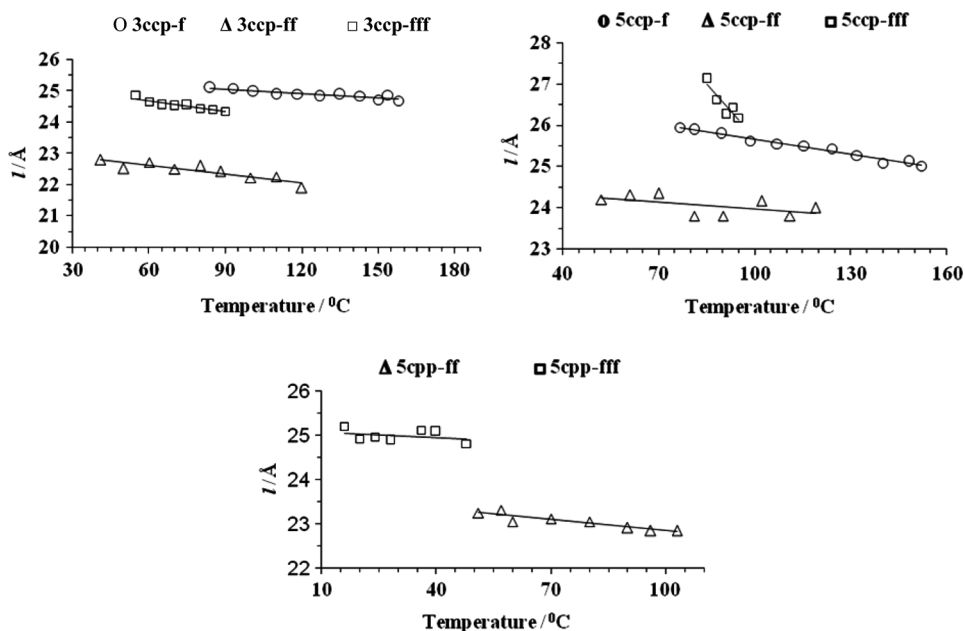 3ccp-f 3ccp-ff 3ccp-fff
26
25
24
23
22
21
20
l / Å
30 60 90 120 150 180
Temperature / ⁰C
5ccp-f 5ccp-ff 5ccp-fff
28
27
26
25
24
23
l / Å
40 70 100 130 160
Temperature / ⁰C
5cpp-ff 5cpp-fff
26
25
24
23
22
l / Å
10 40 70 100
Temperature / ⁰C